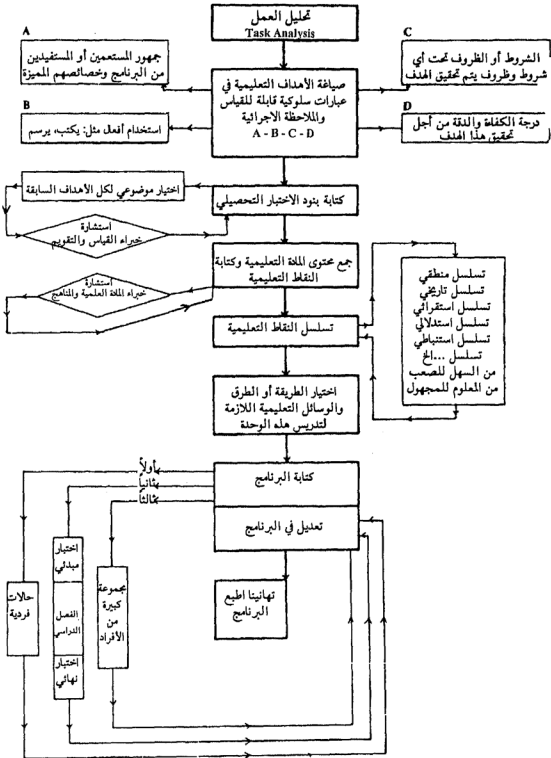 تحليل العمل
Task Analysis
A
جمهور المستعمين أو المستفيدين
من البرنامج وخصائصهم المميزة
C
الشروط أو الظروف تحت أي
شروط وظروف يتم تحقيق الهدف
صياغة الأهداف التعليمية في
عبارات سلوكية قابلة للقياس
والملاحظة الاجرائية
A - B - C - D
B
استخدام أفعال مثل: يكتب، يرسم
D
درجة الكفاءة والدقة من أجل
تحقيق هذا الهدف
كتابة بنود الاختبار التحصيلي
اختبار موضوعي لكل الأهداف السابقة
استشارة
خبراء القياس والتقويم
جمع محتوى المادة التعليمية وكتابة
النقاط التعليمية
استشارة
خبراء المادة العلمية والمناهج
تسلسل النقاط التعليمية
تسلسل منطقي
تسلسل تاريخي
تسلسل استقرائي
تسلسل استدلالي
تسلسل استنباطي
تسلسل ...الخ
من السهل للصعب
من المعلوم للمجهول
اختيار الطريقة أو الطرق
والوسائل التعليمية اللازمة
لتدريس هذه الوحدة
كتابة البرنامج
أولاً
ثانياً
ثالثاً
تعديل في البرنامج
تهانينا اطبع
البرنامج
مجموعة
كبيرة
من
الأفراد
اختبار
مبدئي
الفصل
الدراسي
اختبار
نهائي
حالات
فردية